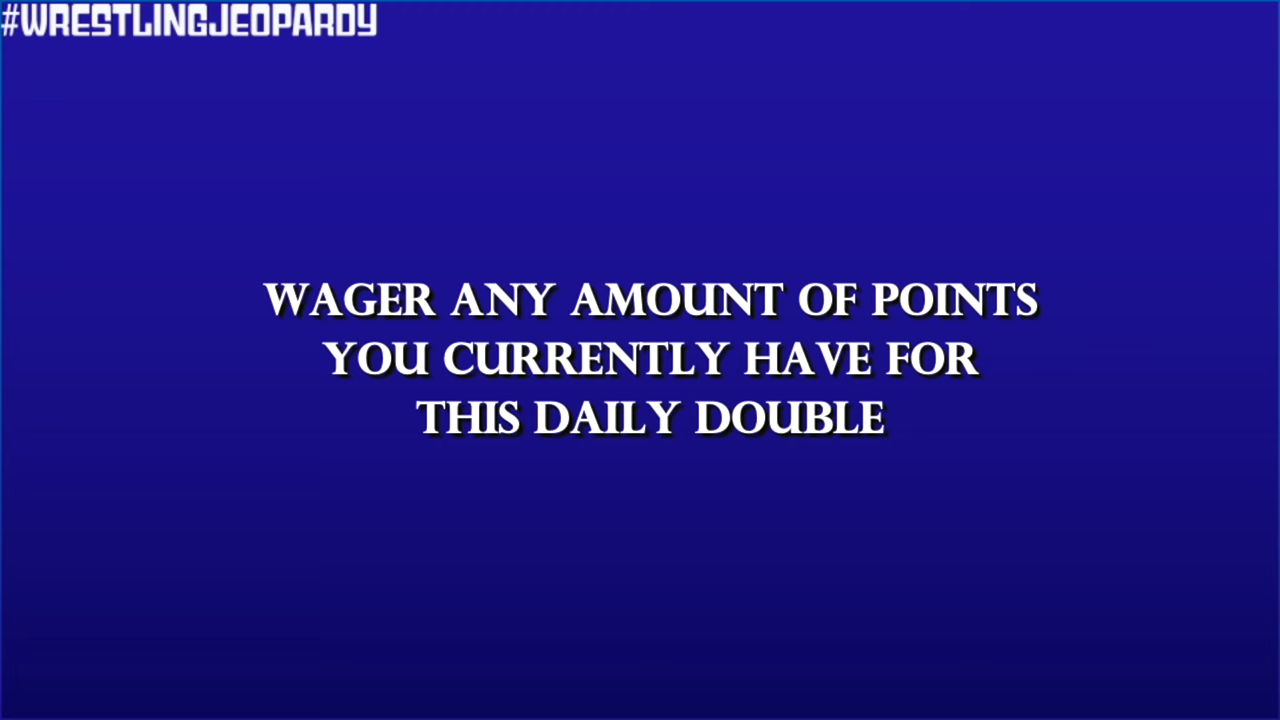 #WRESTLINGJEOPARDY
WAGER ANY AMOUNT OF POINTS
YOU CURRENTLY HAVE FOR
THIS DAILY DOUBLE